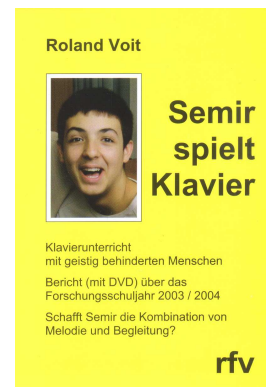 Roland Voit
Semir
spielt
Klavier
Klavierunterricht
mit geistig behinderten Menschen
Bericht (mit DVD) über das
Forschungsschuljahr 2003 / 2004
Schafft Semir die Kombination von
Melodie und Begleitung?
rfv